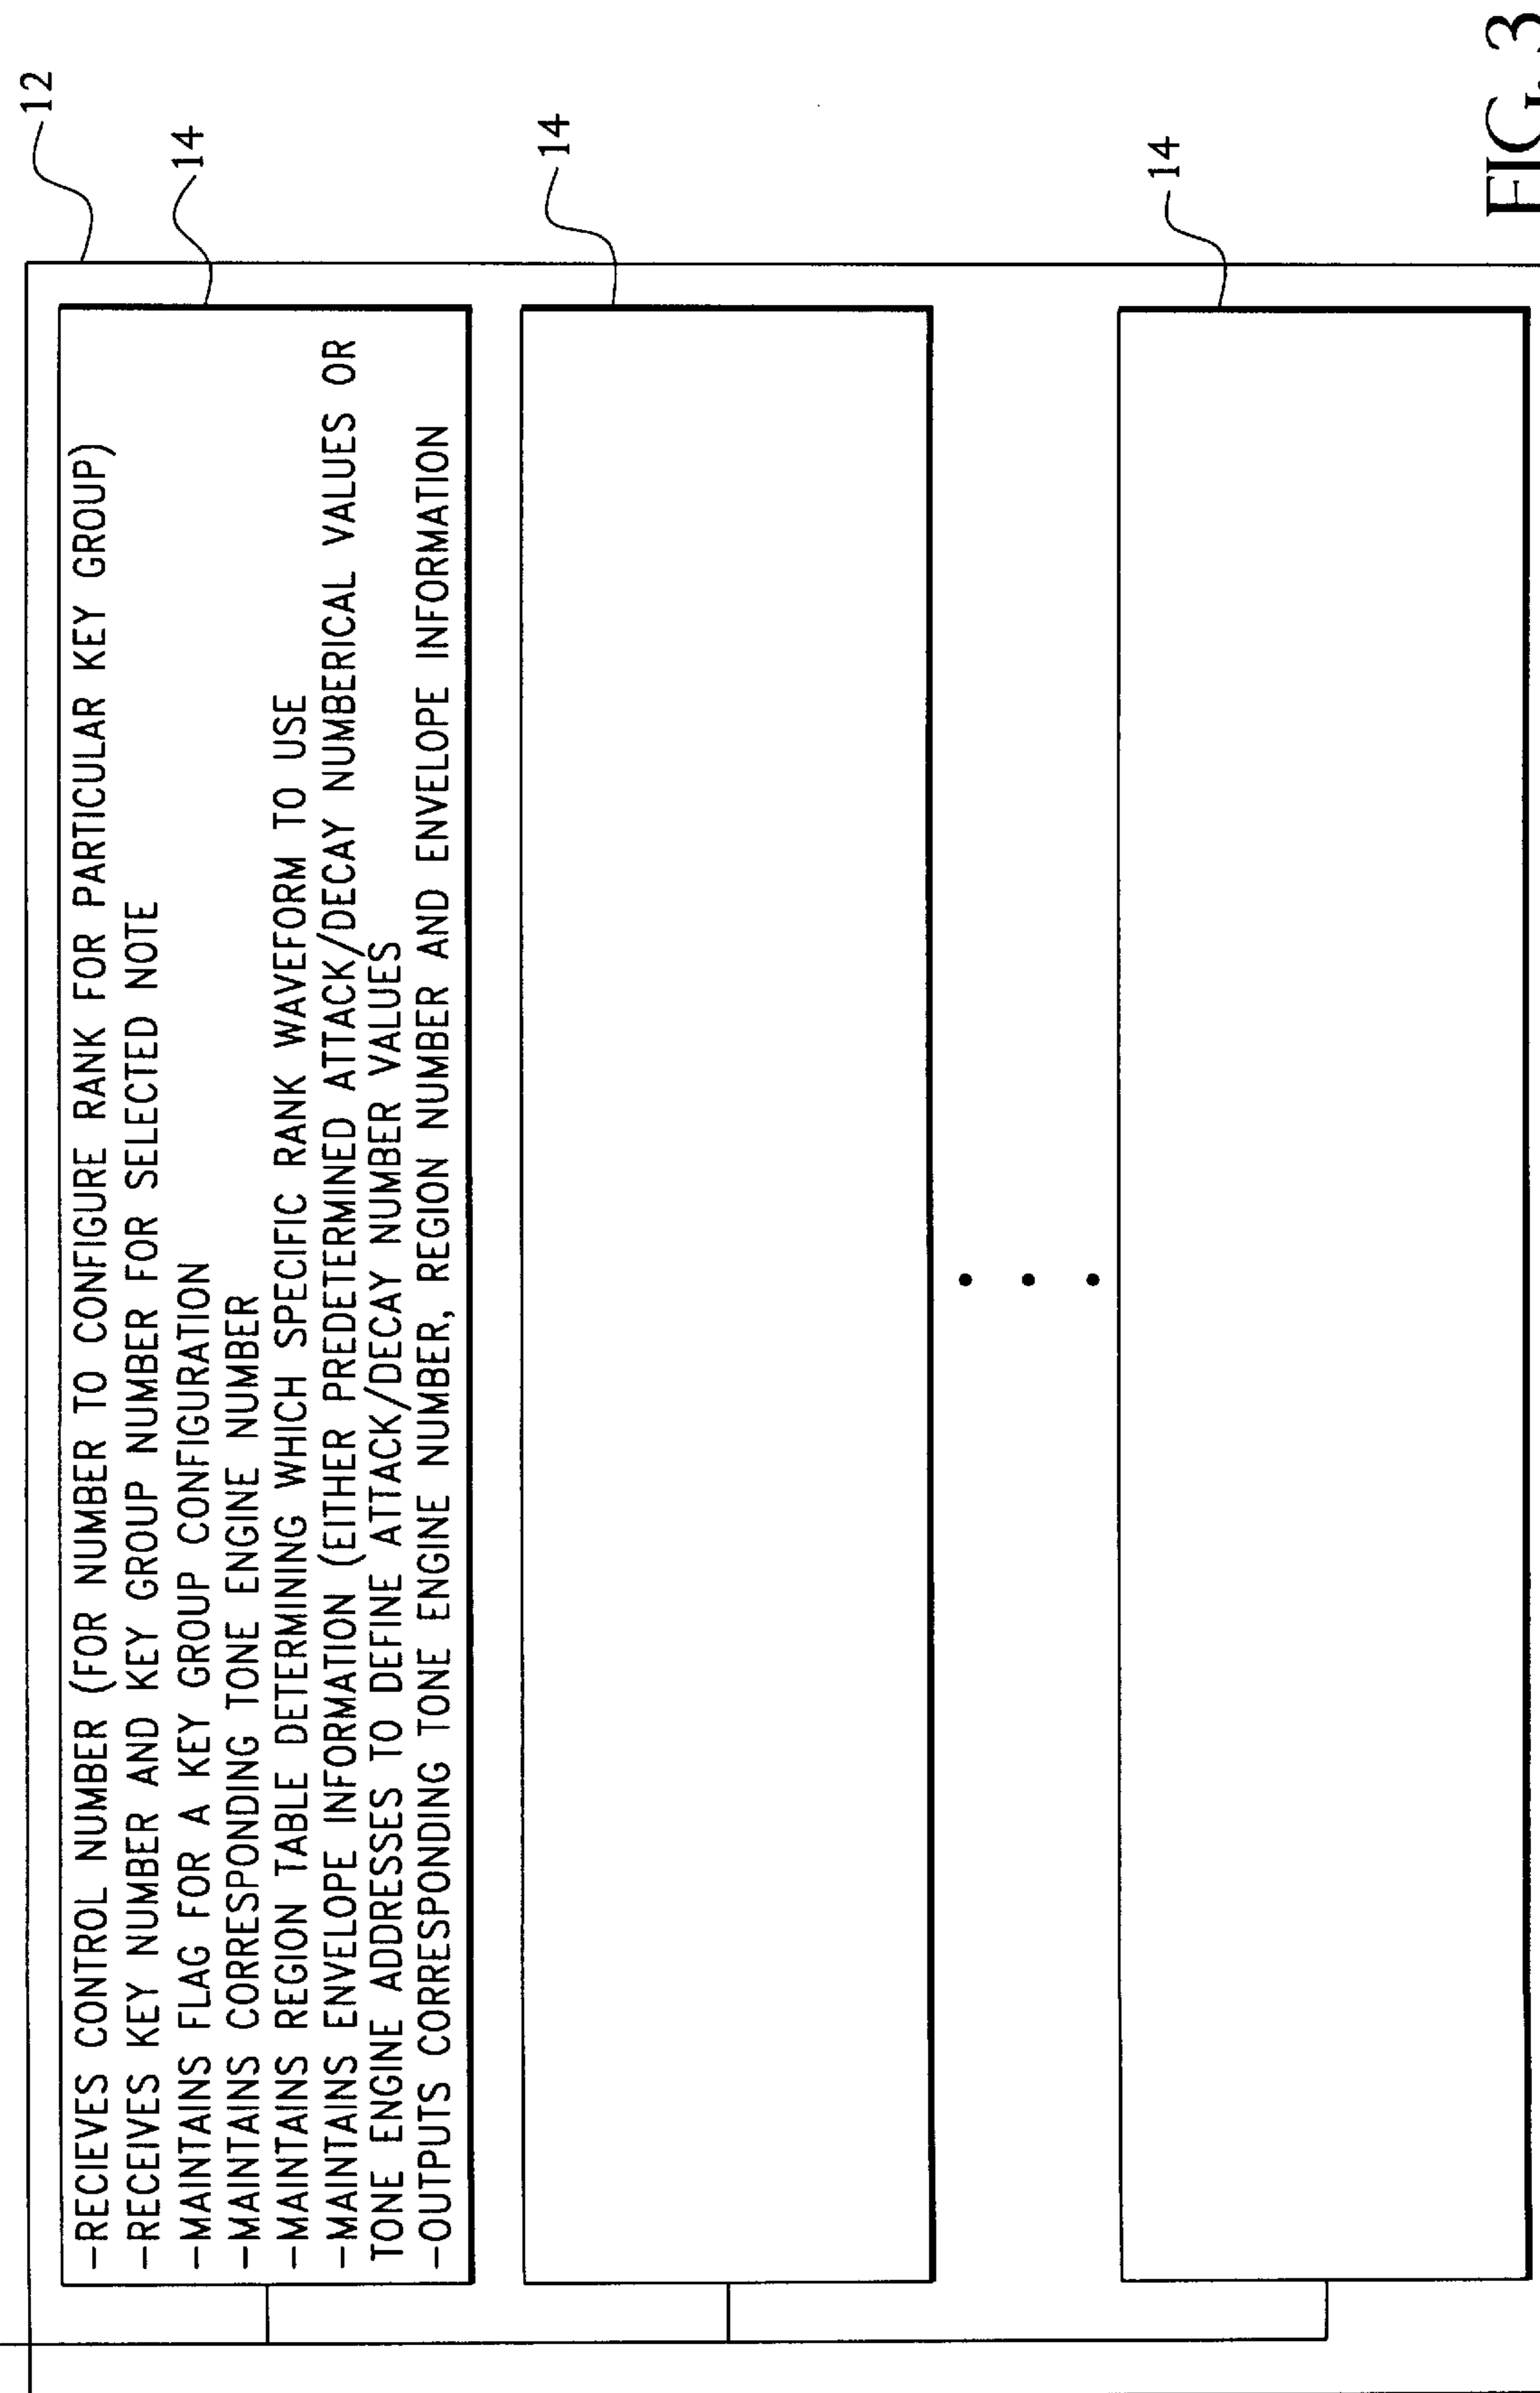 12
14
-RECIEVES CONTROL NUMBER (FOR NUMBER TO CONFIGURE RANK FOR PARTICULAR KEY GROUP)
-RECEIVES KEY NUMBER AND KEY GROUP NUMBER FOR SELECTED NOTE
-MAINTAINS FLAG FOR A KEY GROUP CONFIGURATION
-MAINTAINS CORRESPONDING TONE ENGINE NUMBER
-MAINTAINS REGION TABLE DETERMINING WHICH SPECIFIC RANK WAVEFORM TO USE
-MAINTAINS ENVELOPE INFORMATION (EITHER PREDETERMINED ATTACK/DECAY NUMBERICAL VALUES OR
TONE ENGINE ADDRESSES TO DEFINE ATTACK/DECAY NUMBER VALUES
-OUTPUTS CORRESPONDING TONE ENGINE NUMBER, REGION NUMBER AND ENVELOPE INFORMATION
14
14
FIG. 3